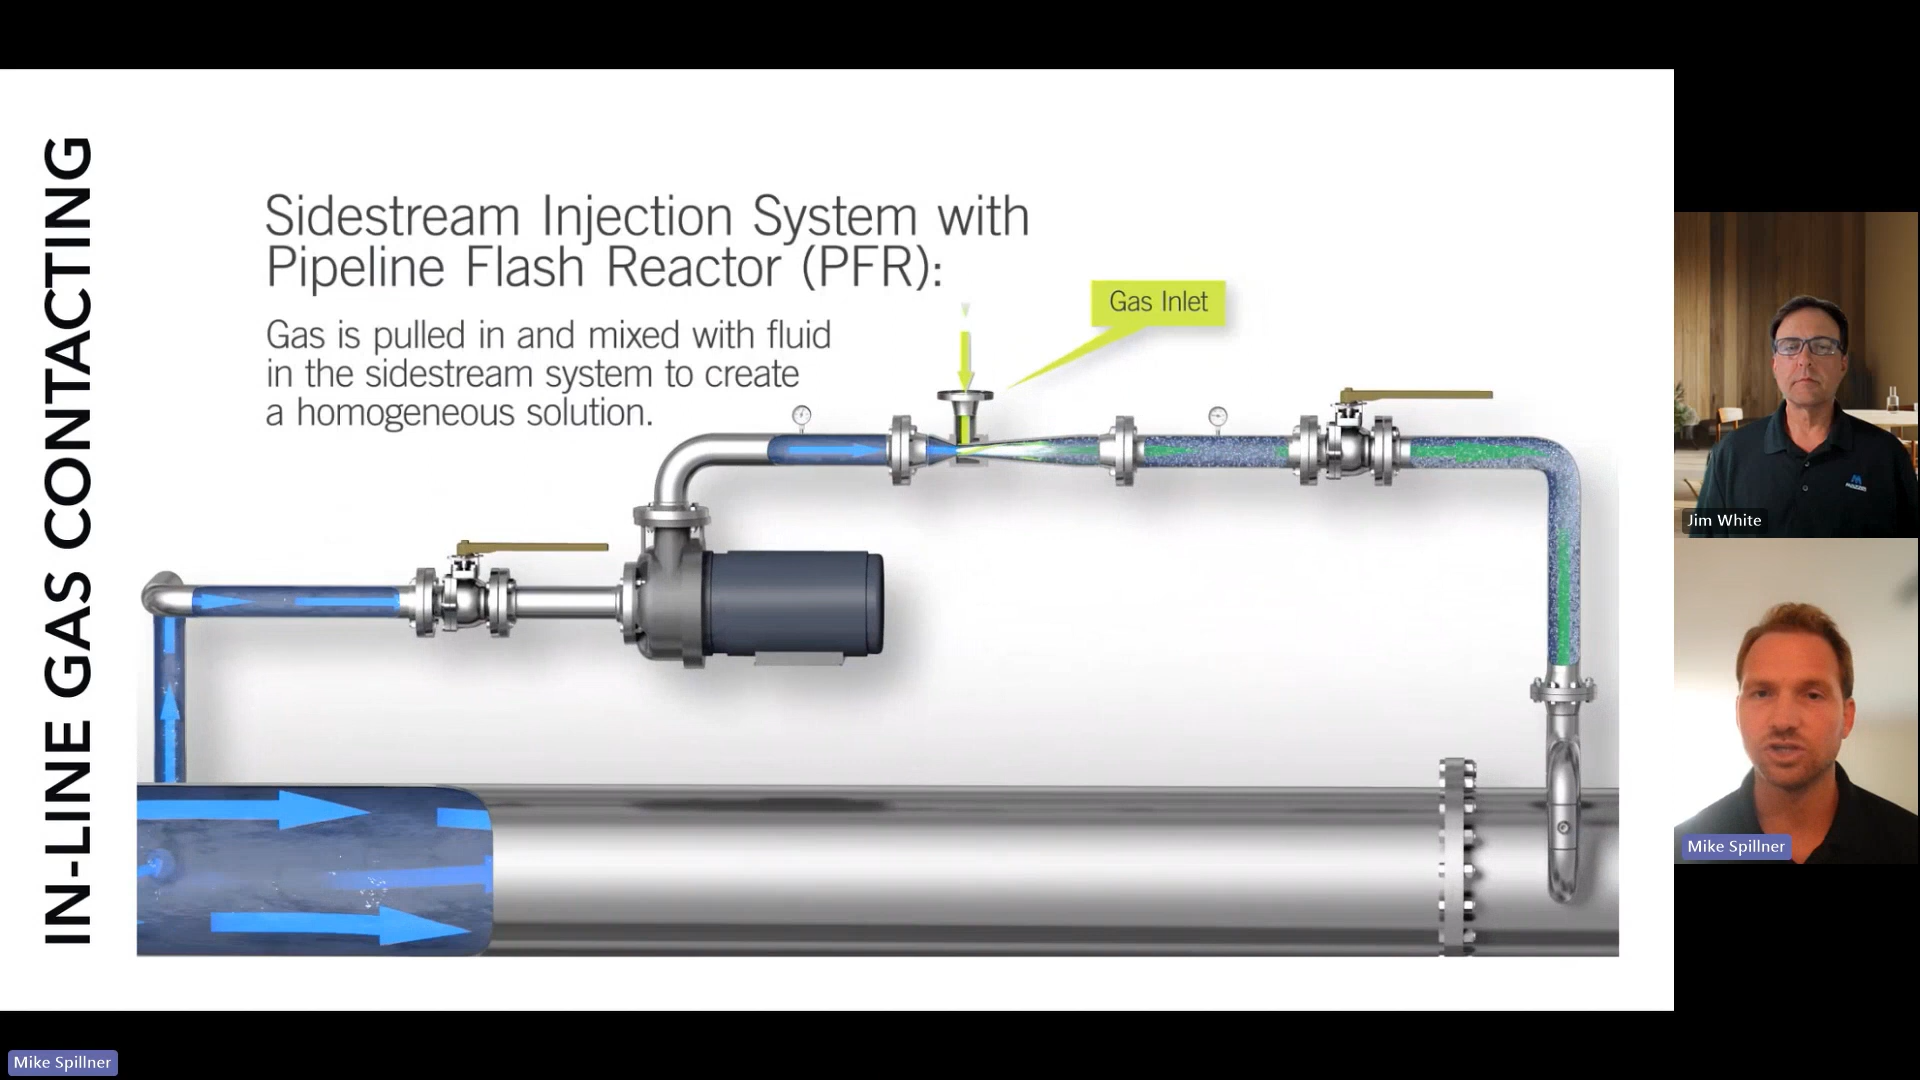 IN-LINE GAS CONTACTING
Sidestream Injection System with
Pipeline Flash Reactor (PFR):
Gas is pulled in and mixed with fluid
in the sidestream system to create
a homogeneous solution.
Gas Inlet
Jim White
Mike Spillner
Mike Spillner